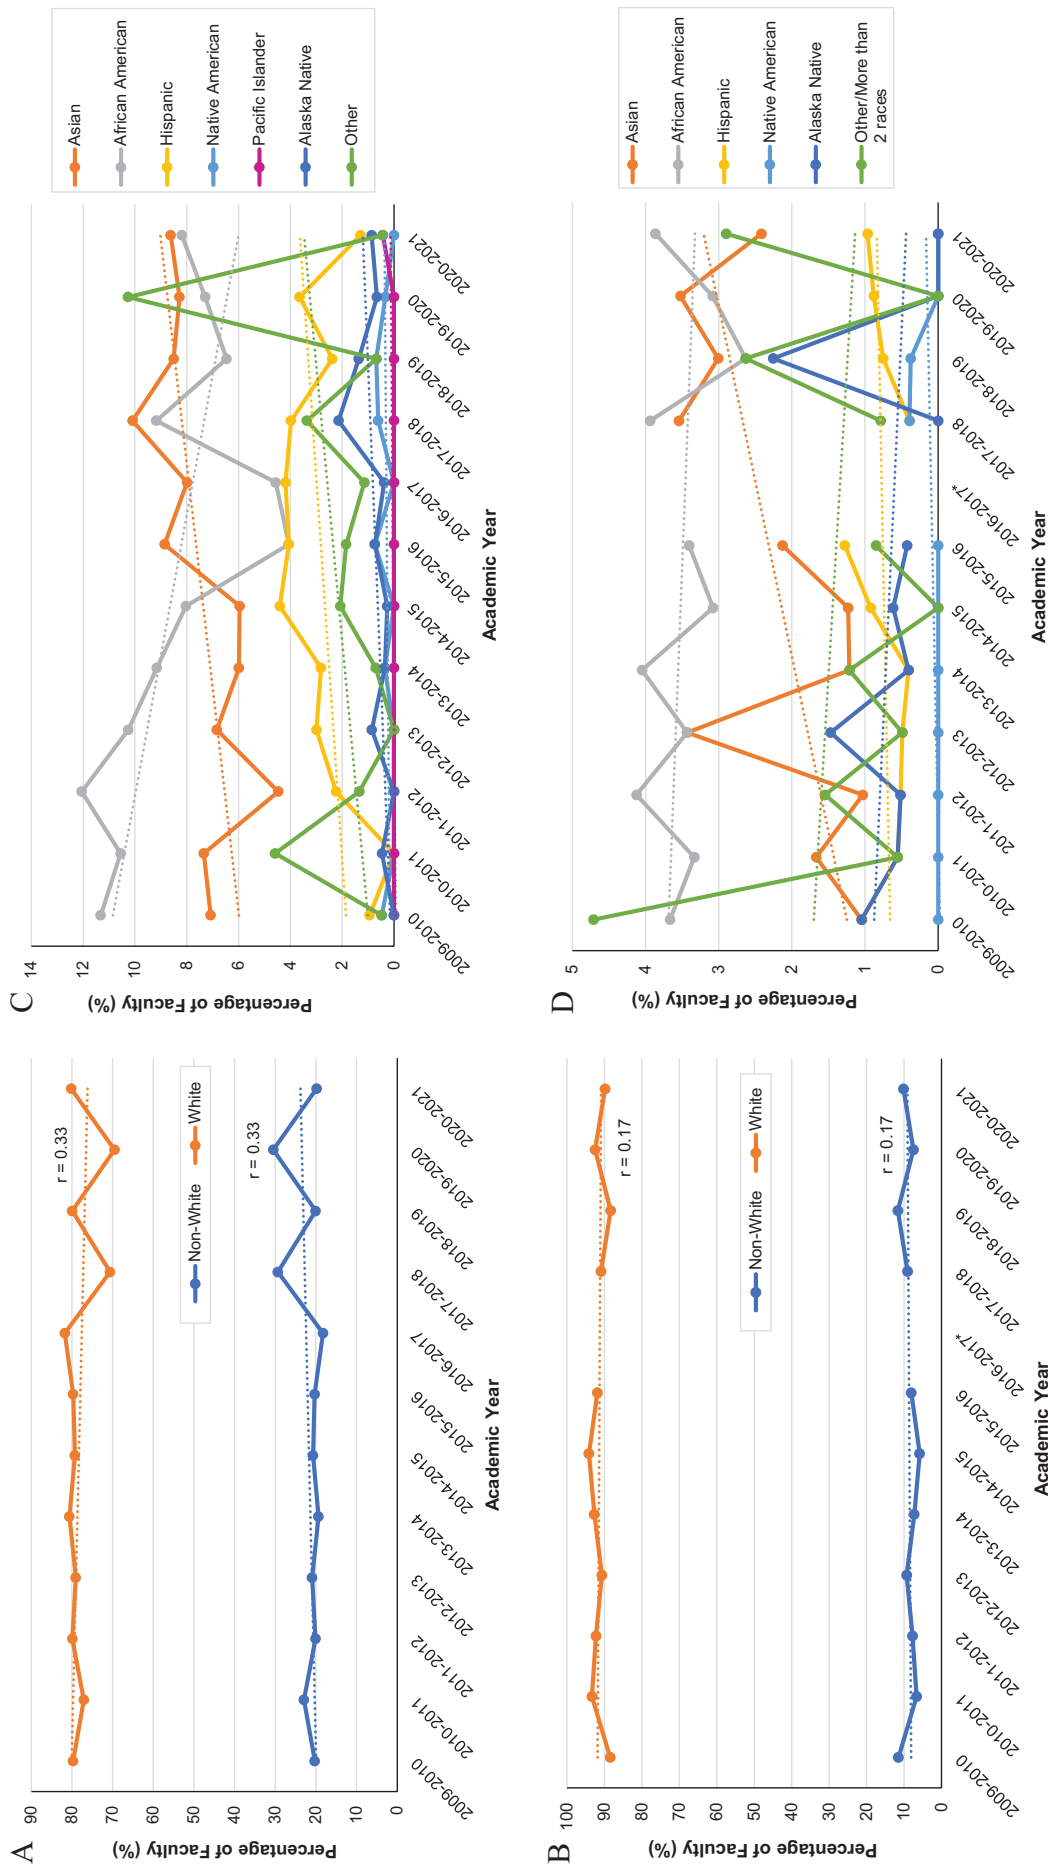 A
Percentage of Faculty (%)
90
80
70
60
50
40
30
20
10
0
r = 0.33
Non-White
White
r = 0.33
2009-2010
2010-2011
2011-2012
2012-2013
2013-2014
2014-2015
2015-2016
2016-2017
2017-2018
2018-2019
2019-2020
2020-2021
Academic Year
B
Percentage of Faculty (%)
100
90
80
70
60
50
40
30
20
10
0
r = 0.17
Non-White
White
r = 0.17
2009-2010
2010-2011
2011-2012
2012-2013
2013-2014
2014-2015
2015-2016
2016-2017*
2017-2018
2018-2019
2019-2020
2020-2021
Academic Year
C
Percentage of Faculty (%)
14
12
10
8
6
4
2
0
2009-2010
2010-2011
2011-2012
2012-2013
2013-2014
2014-2015
2015-2016
2016-2017
2017-2018
2018-2019
2019-2020
2020-2021
Academic Year
Asian
African American
Hispanic
Native American
Pacific Islander
Alaska Native
Other
D
Percentage of Faculty (%)
5
4
3
2
1
0
2009-2010
2010-2011
2011-2012
2012-2013
2013-2014
2014-2015
2015-2016
2016-2017*
2017-2018
2018-2019
2019-2020
2020-2021
Academic Year
Asian
African American
Hispanic
Native American
Alaska Native
Other/More than
2 races